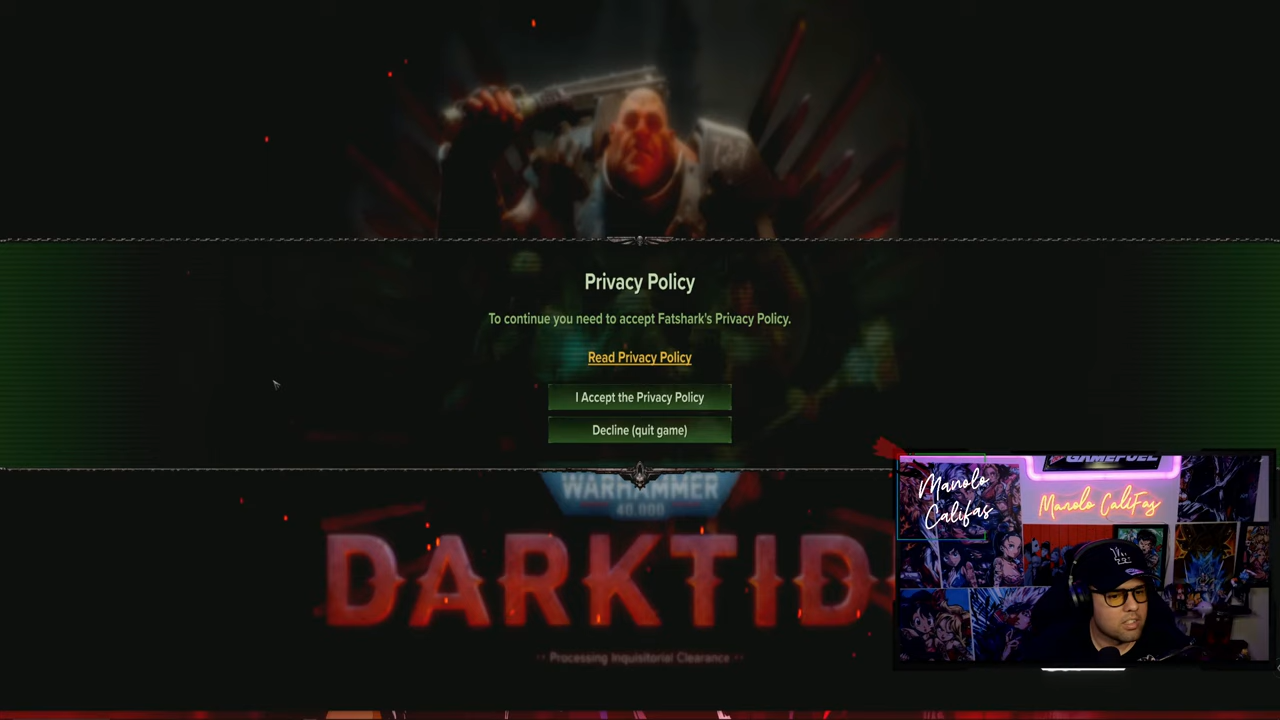 Privacy Policy
To continue you need to accept Fatshark's Privacy Policy.
Read Privacy Policy
I Accept the Privacy Policy
Decline (quit game)
WARHAMMER
40,000
DARKTID
·· Processing Inquisitorial Clearance ··
GAMEFUEL
Manolo
Califas
Manolo CaliFas